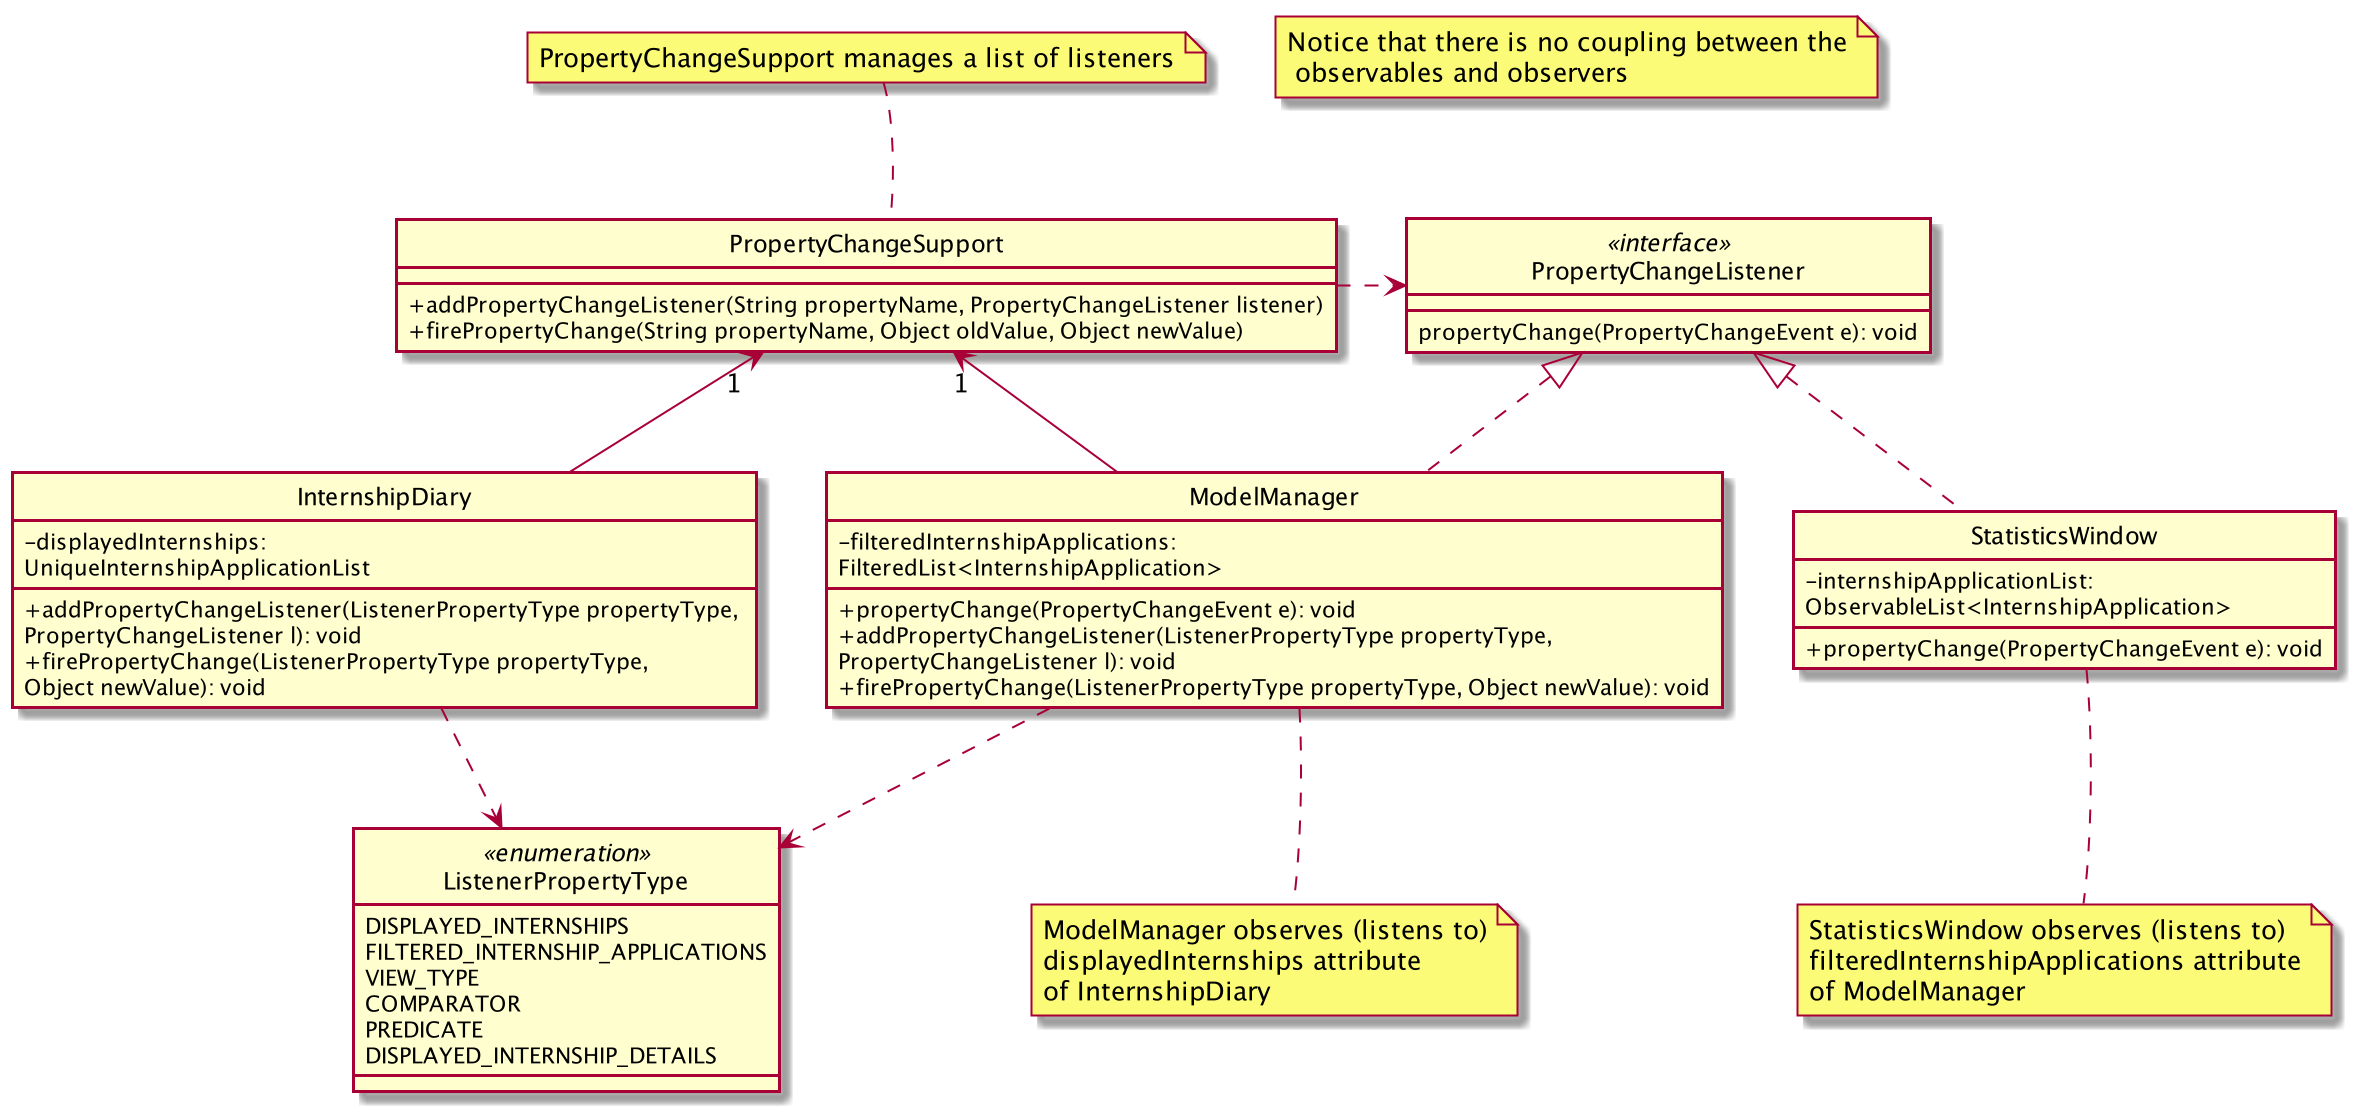 PropertyChangeSupport manages a list of listeners
Notice that there is no coupling between the
observables and observers
PropertyChangeSupport
+addPropertyChangeListener(String propertyName, PropertyChangeListener listener)
+firePropertyChange(String propertyName, Object oldValue, Object newValue)
«interface»
PropertyChangeListener
propertyChange(PropertyChangeEvent e): void
1
1
InternshipDiary
-displayedInternships:
UniqueInternshipApplicationList
+addPropertyChangeListener(ListenerPropertyType propertyType,
PropertyChangeListener l): void
+firePropertyChange(ListenerPropertyType propertyType,
Object newValue): void
ModelManager
-filteredInternshipApplications:
FilteredList<InternshipApplication>
+propertyChange(PropertyChangeEvent e): void
+addPropertyChangeListener(ListenerPropertyType propertyType,
PropertyChangeListener l): void
+firePropertyChange(ListenerPropertyType propertyType, Object newValue): void
StatisticsWindow
-internshipApplicationList:
ObservableList<InternshipApplication>
+propertyChange(PropertyChangeEvent e): void
«enumeration»
ListenerPropertyType
DISPLAYED_INTERNSHIPS
FILTERED_INTERNSHIP_APPLICATIONS
VIEW_TYPE
COMPARATOR
PREDICATE
DISPLAYED_INTERNSHIP_DETAILS
ModelManager observes (listens to)
displayedInternships attribute
of InternshipDiary
StatisticsWindow observes (listens to)
filteredInternshipApplications attribute
of ModelManager